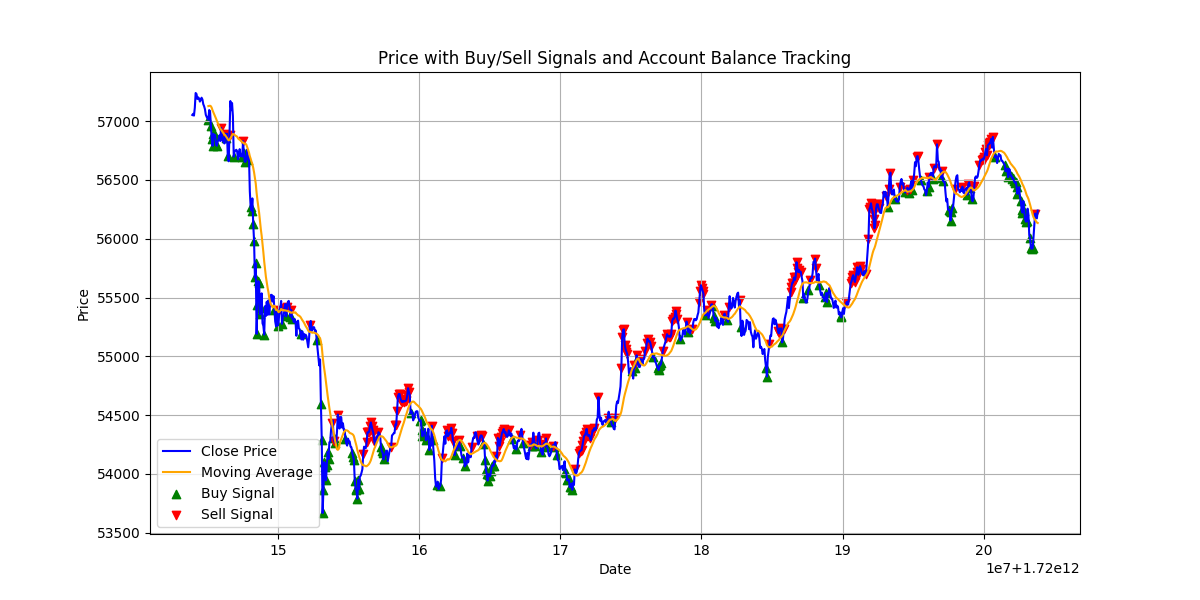 Price with Buy/Sell Signals and Account Balance Tracking
57000
56500
56000
55500
55000
54500
54000
53500
Price
Close Price
Moving Average
Buy Signal
Sell Signal
15 16 17 18 19 20
Date
1e7+1.72e12